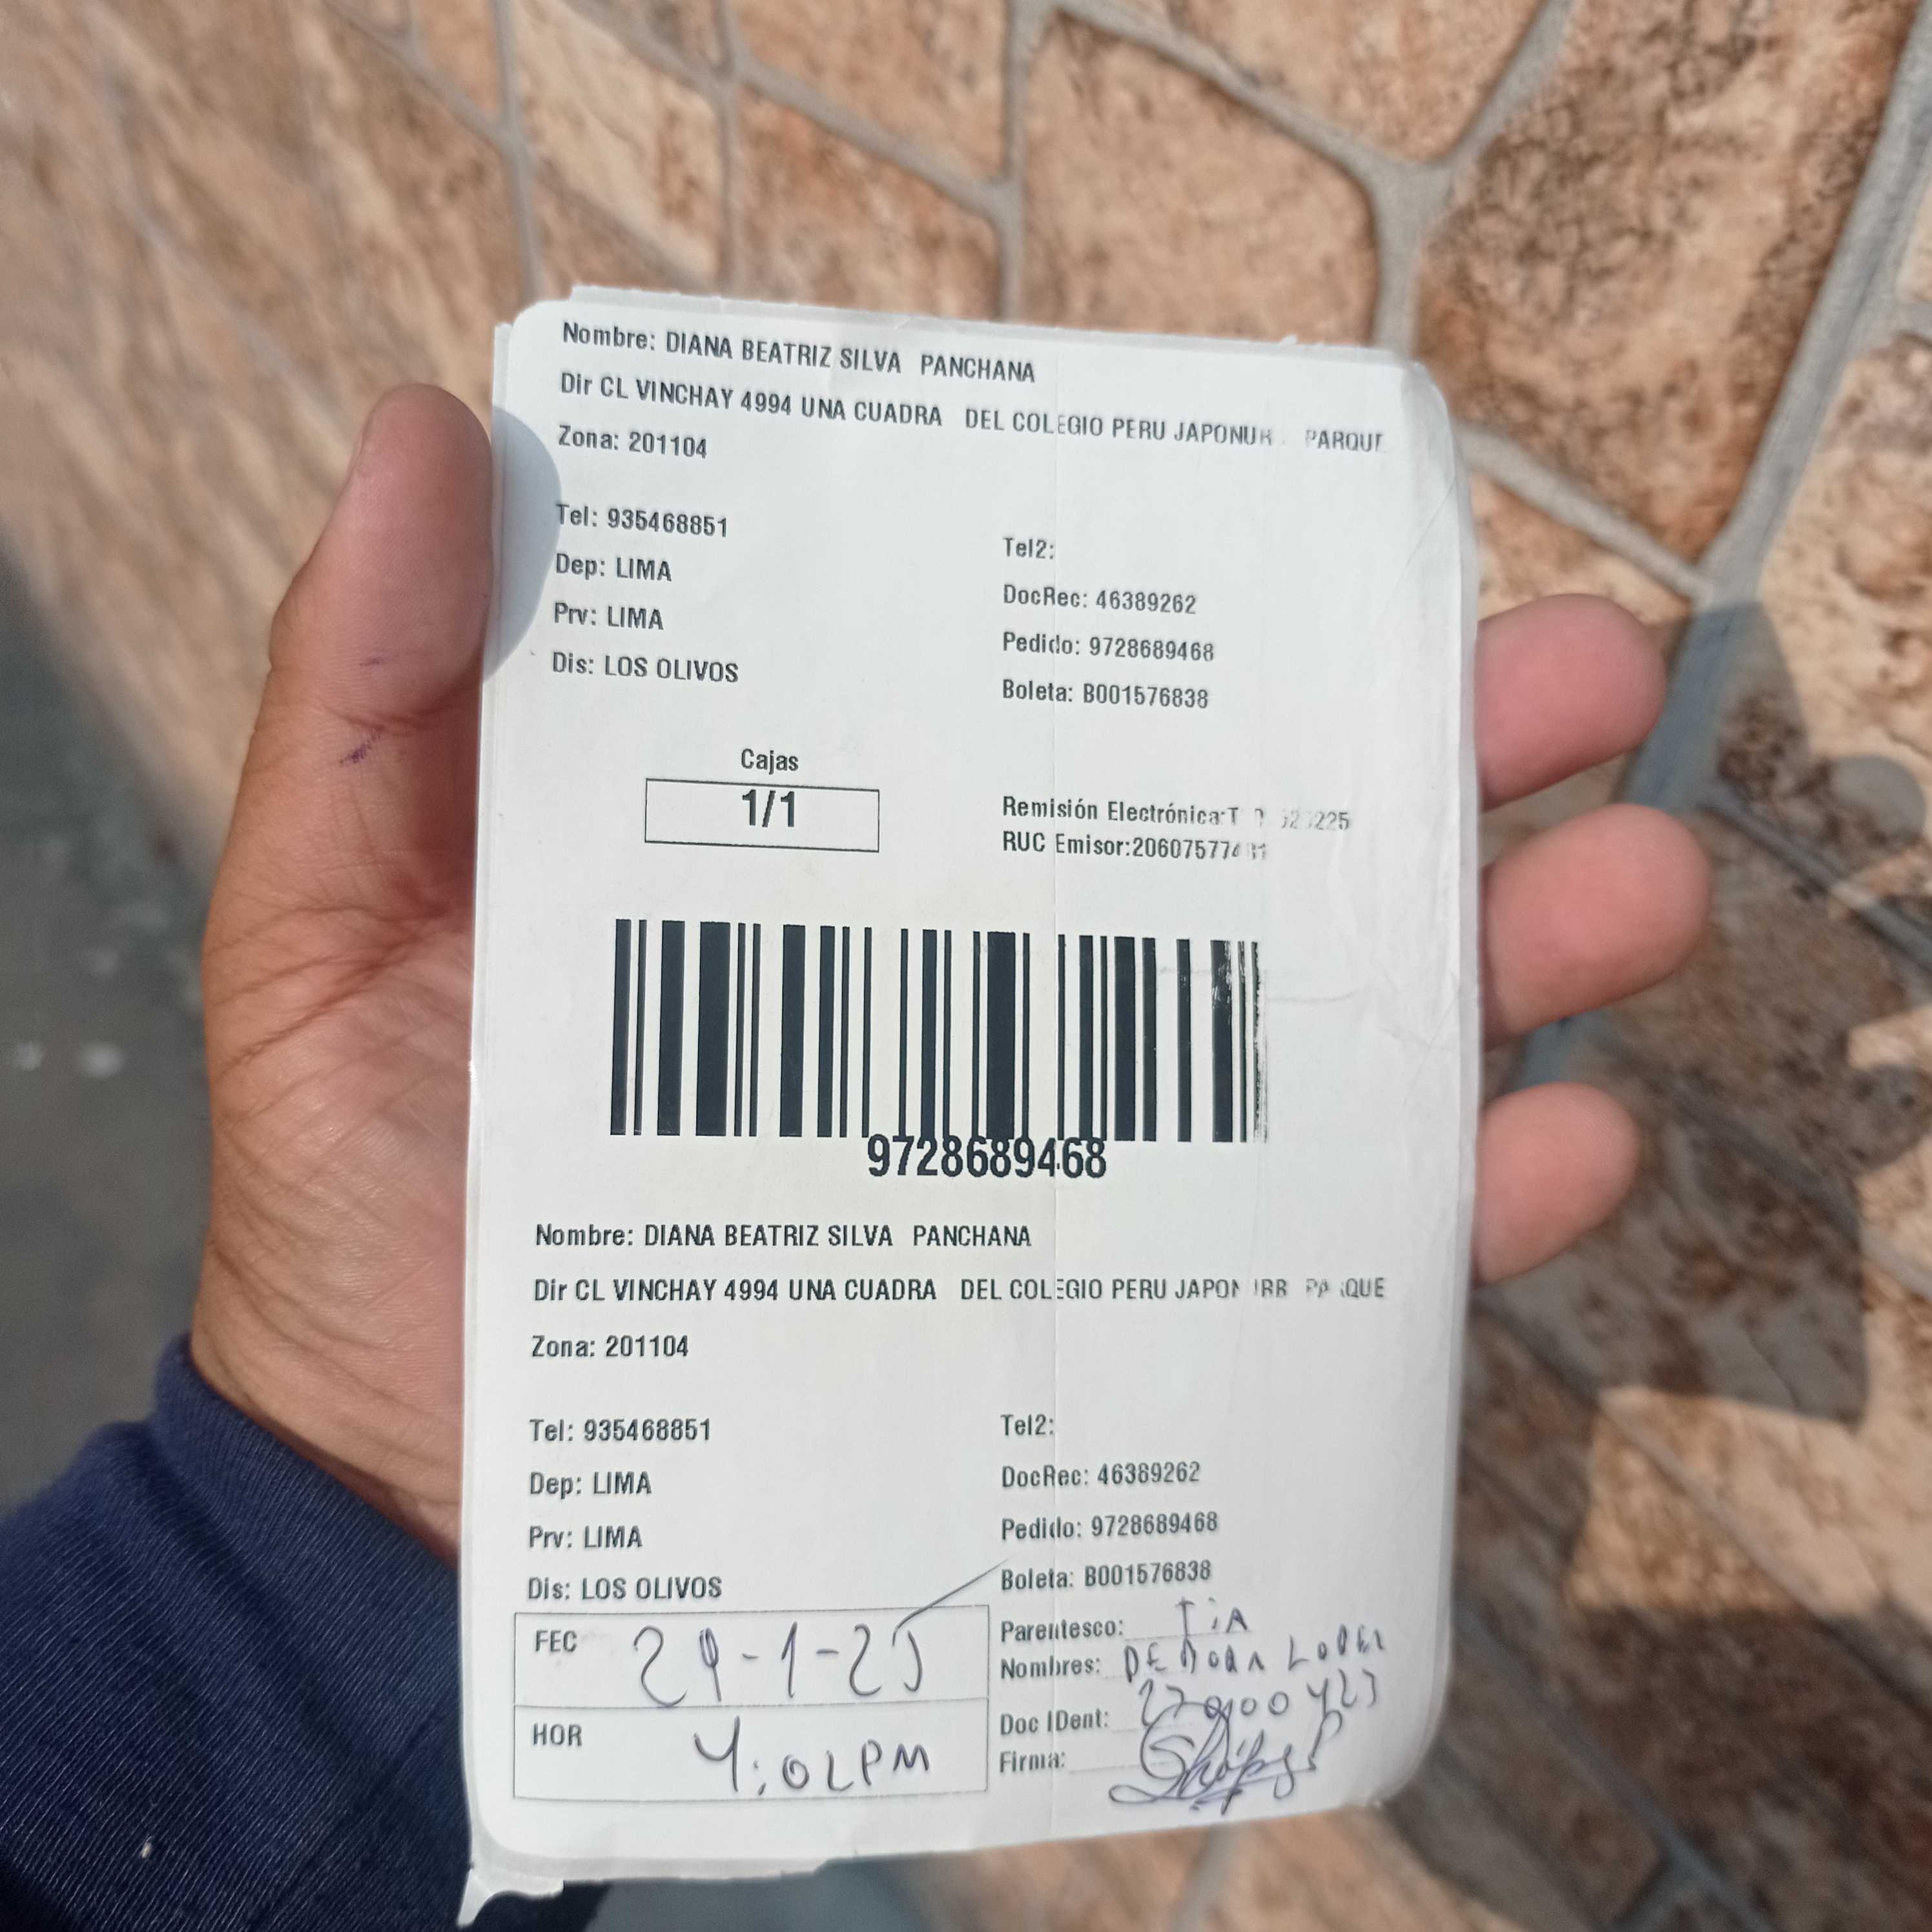 Nombre: DIANA BEATRIZ SILVA PANCHANA
Dir CL VINCHAY 4994 UNA CUADRA DEL COLEGIO PERU JAPONUR PARQUE
Zona: 201104
Tel: 935468851
Tel2:
Dep: LIMA
DocRec: 46389262
Prv: LIMA
Pedido: 9728689468
Dis: LOS OLIVOS
Boleta: B001576838
Cajas
1/1
Remisión Electrónica:
RUC Emisor:
9728689468
Nombre: DIANA BEATRIZ SILVA PANCHANA
Dir CL VINCHAY 4994 UNA CUADRA DEL COLEGIO PERU JAPON
Zona: 201104
Tel: 935468851
Tel2:
Dep: LIMA
DocRec: 46389262
Prv: LIMA
Pedido: 9728689468
Dis: LOS OLIVOS
Boleta: B001576838
FEC 29-1-25
Parentesco: TiA
Nombres:
HOR 4:02PM
Doc IDent:
Firma: